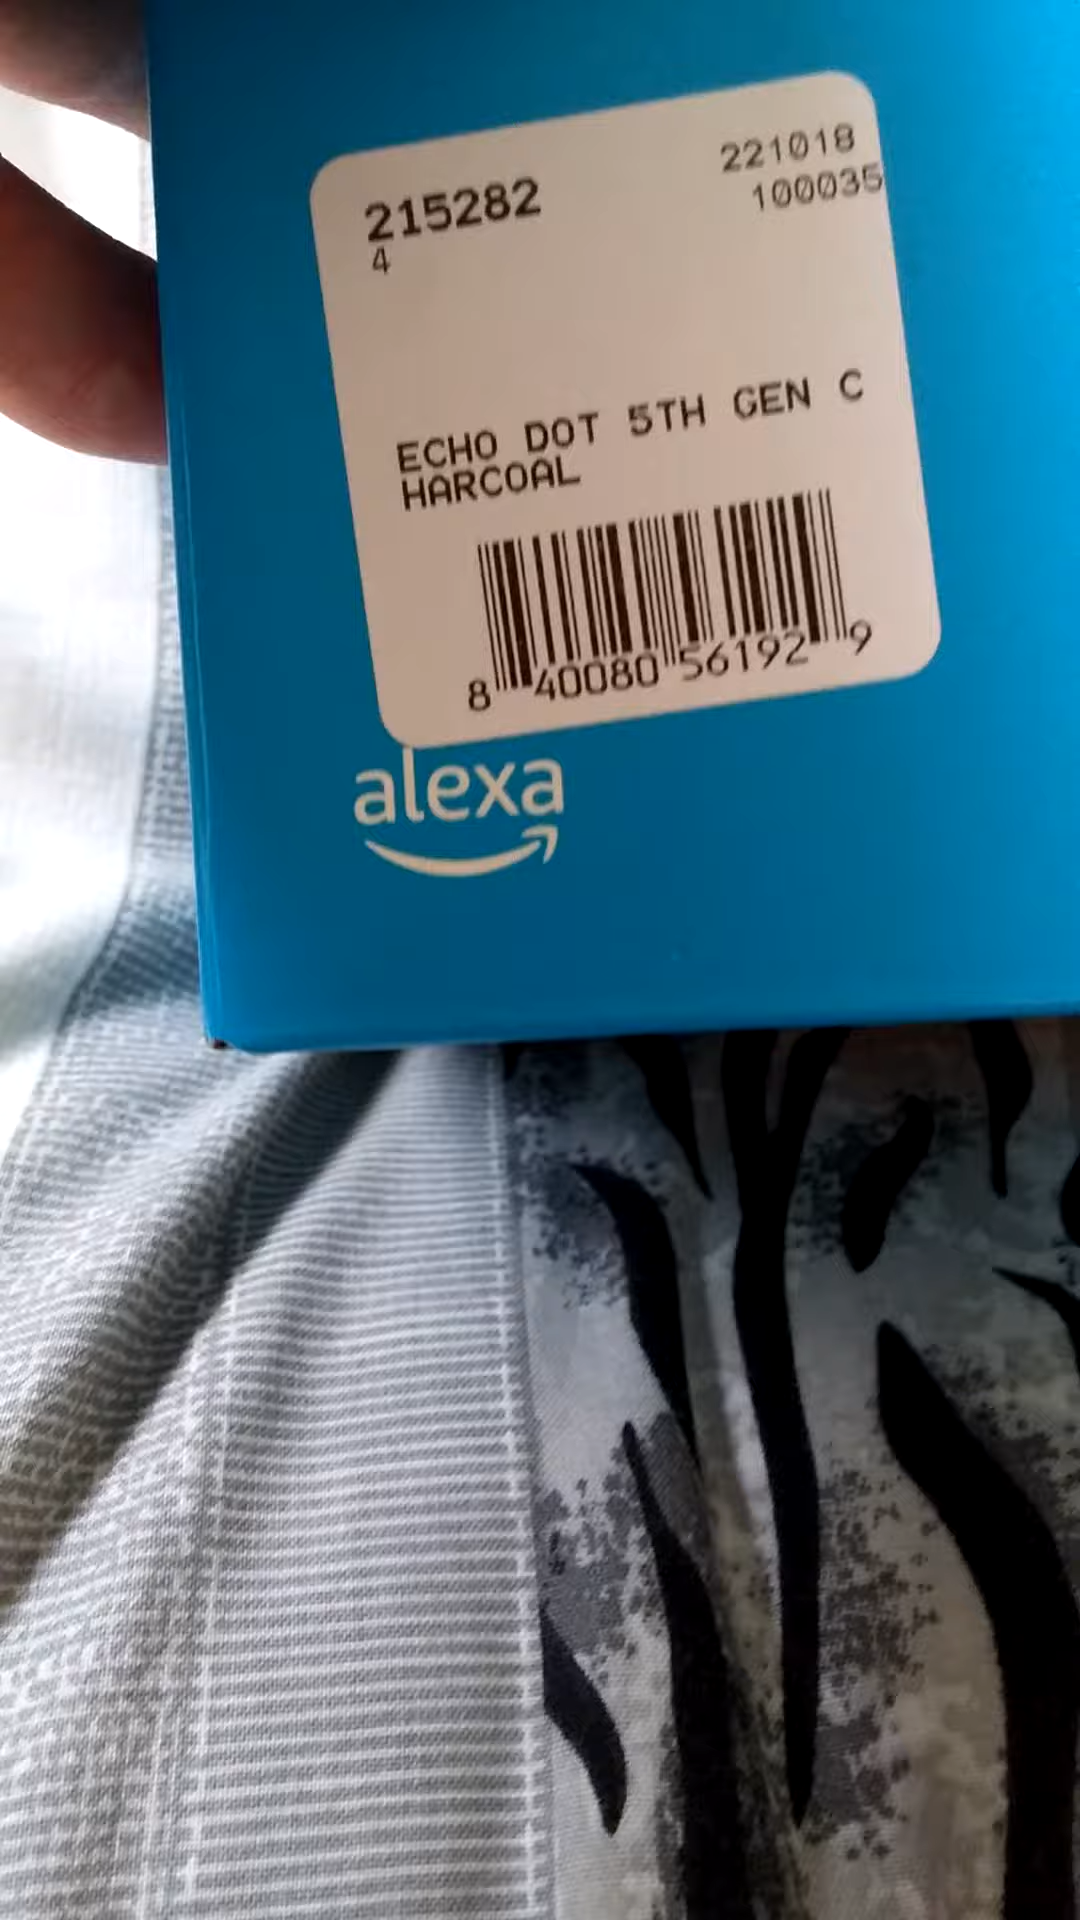 215282
4
221018
100035
ECHO DOT 5TH GEN C
HARCOAL
8 40080 56192 9
alexa